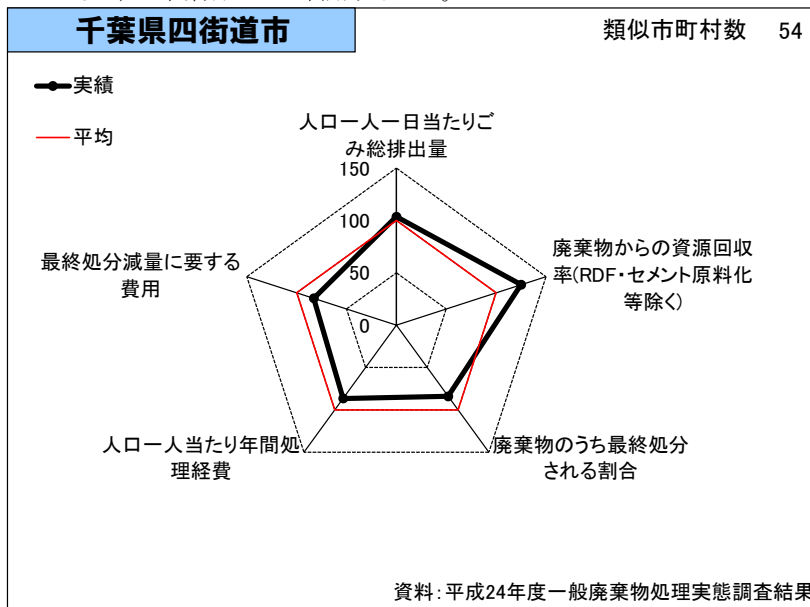 千葉県四街道市
類似市町村数 54
実績
平均
人口一人一日当たりご
み総排出量
150
100
50
0
廃棄物からの資源回収
率(RDF・セメント原料化
等除く)
最終処分減量に要する
費用
人口一人当たり年間処
理経費
廃棄物のうち最終処分
される割合
資料：平成24年度一般廃棄物処理実態調査結果